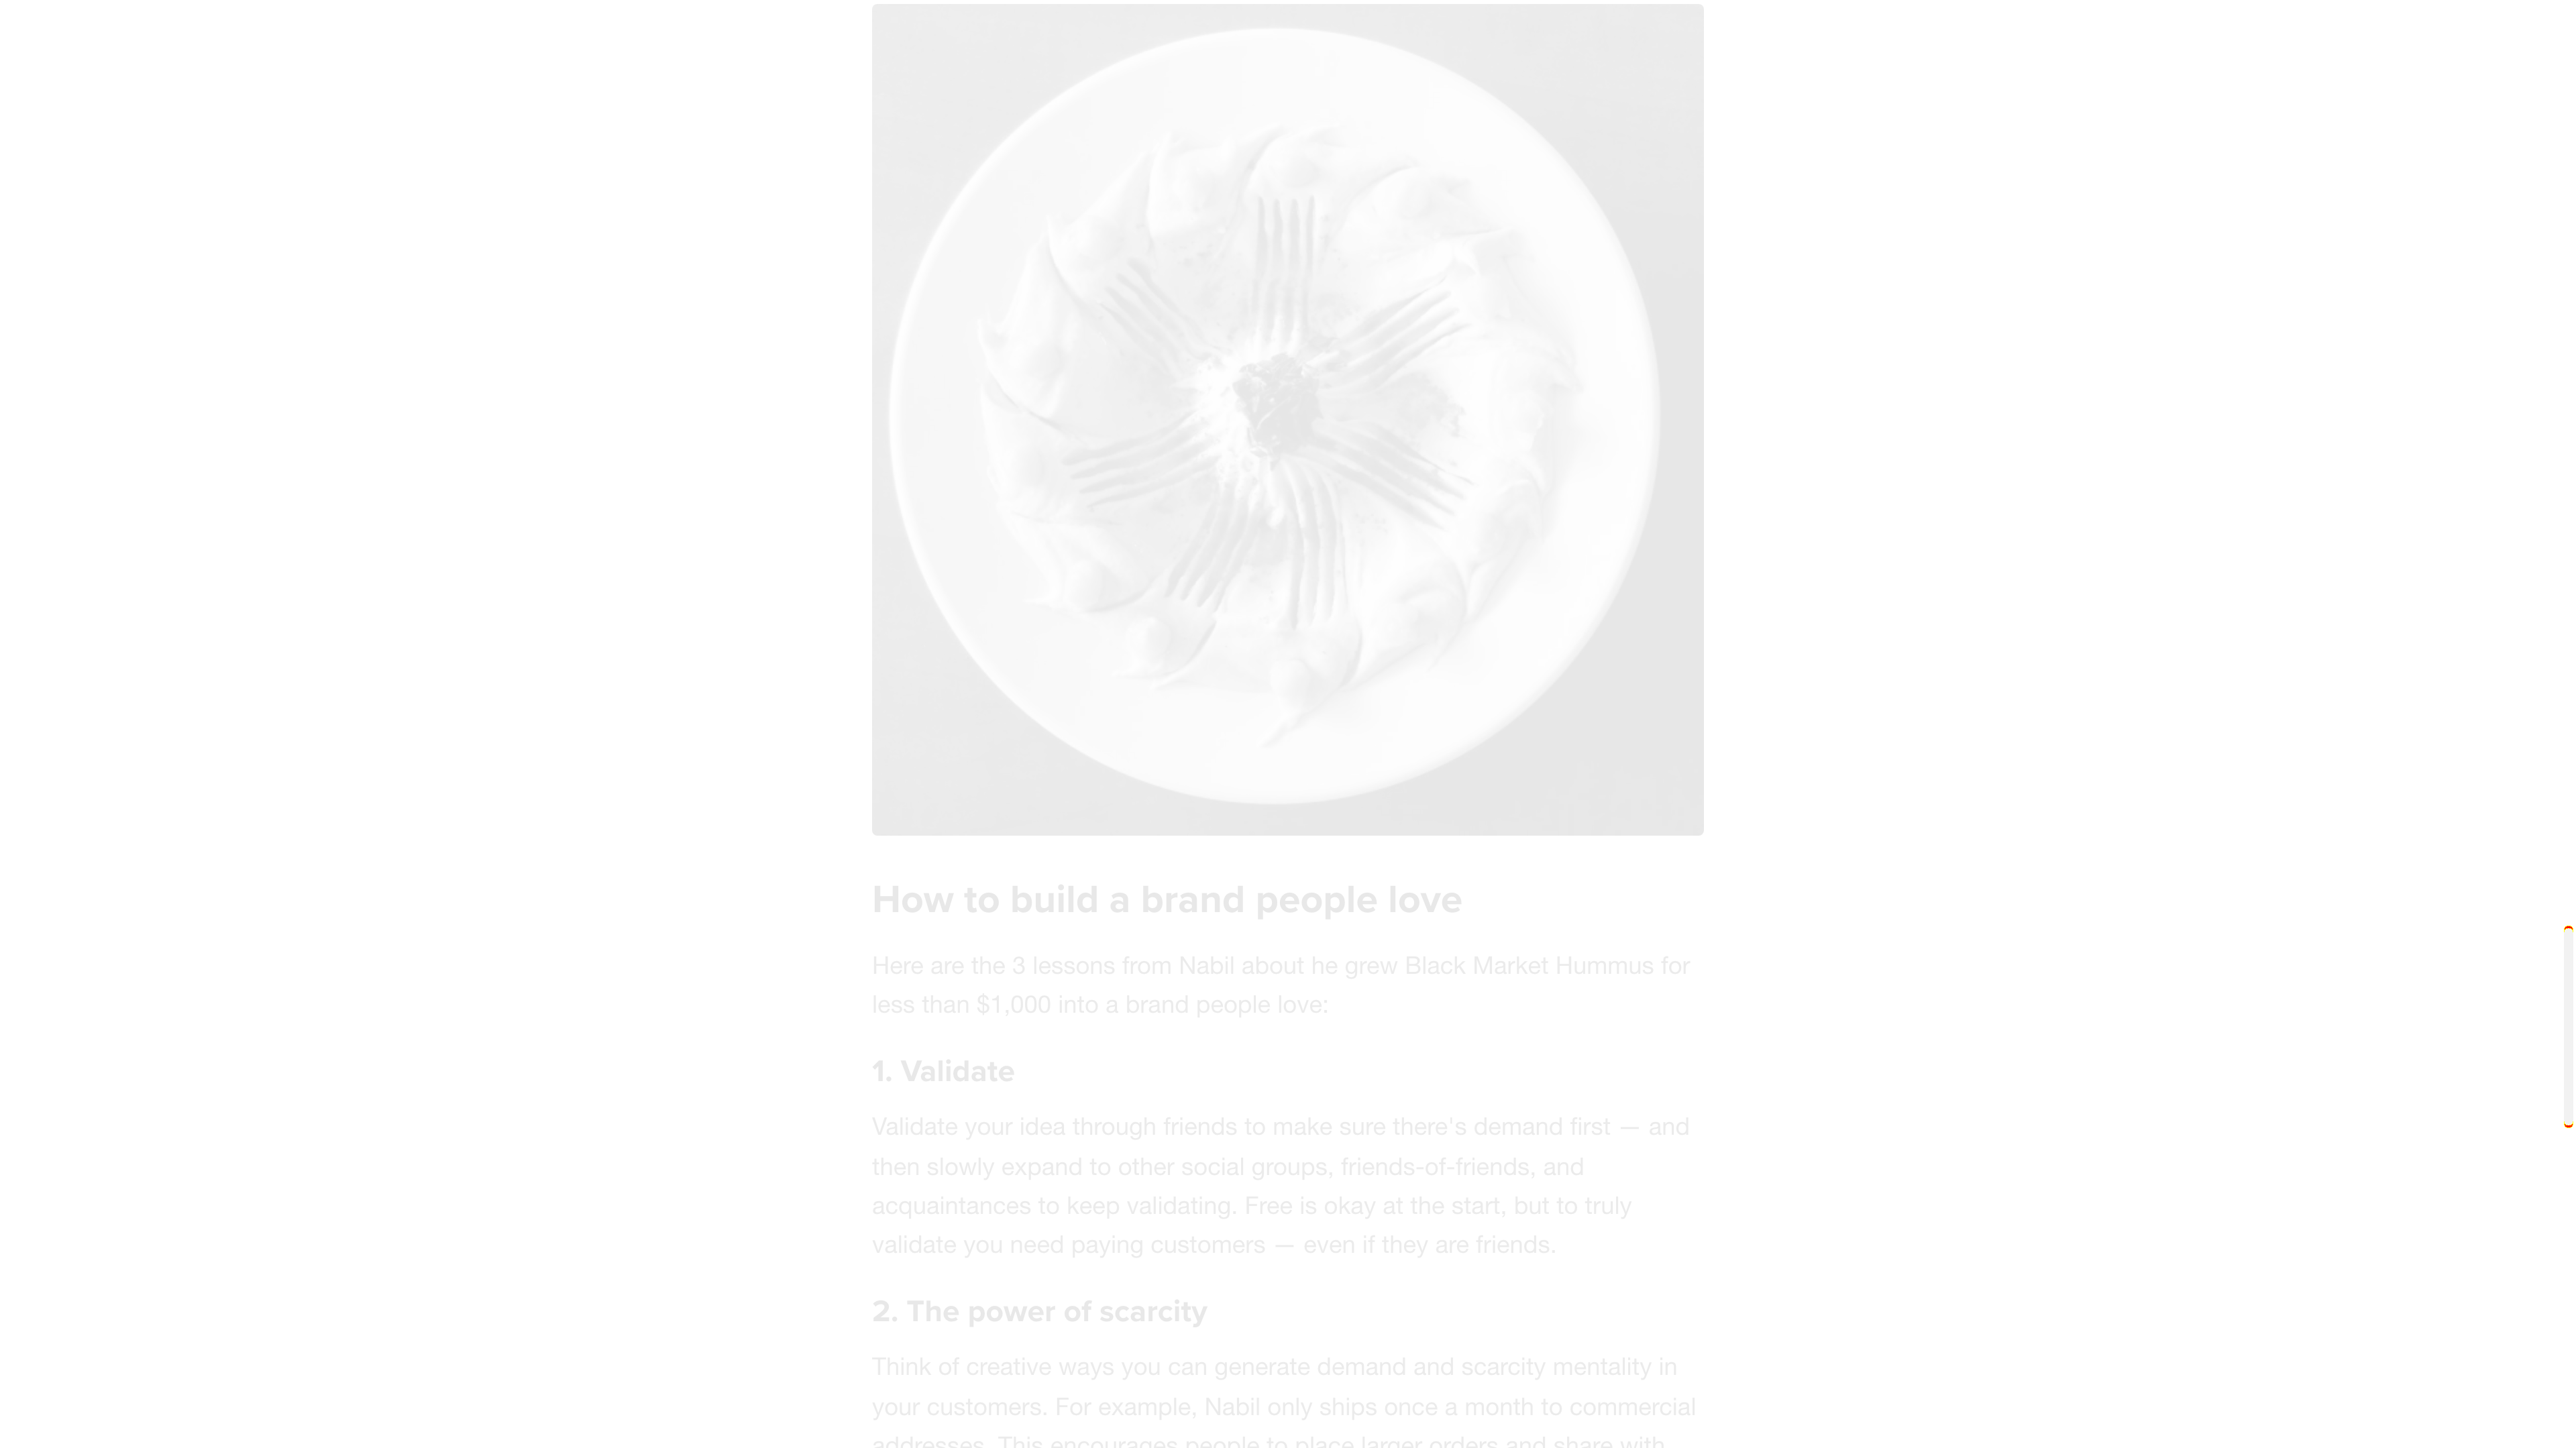 How to build a brand people love
Here are the 3 lessons from Nabil about he grew Black Market Hummus for
less than $1,000 into a brand people love:
1. Validate
Validate your idea through friends to make sure there's demand first — and
then slowly expand to other social groups, friends-of-friends, and
acquaintances to keep validating. Free is okay at the start, but to truly
validate you need paying customers — even if they are friends.
2. The power of scarcity
Think of creative ways you can generate demand and scarcity mentality in
your customers. For example, Nabil only ships once a month to commercial
addresses. This encourages people to place larger orders and share with